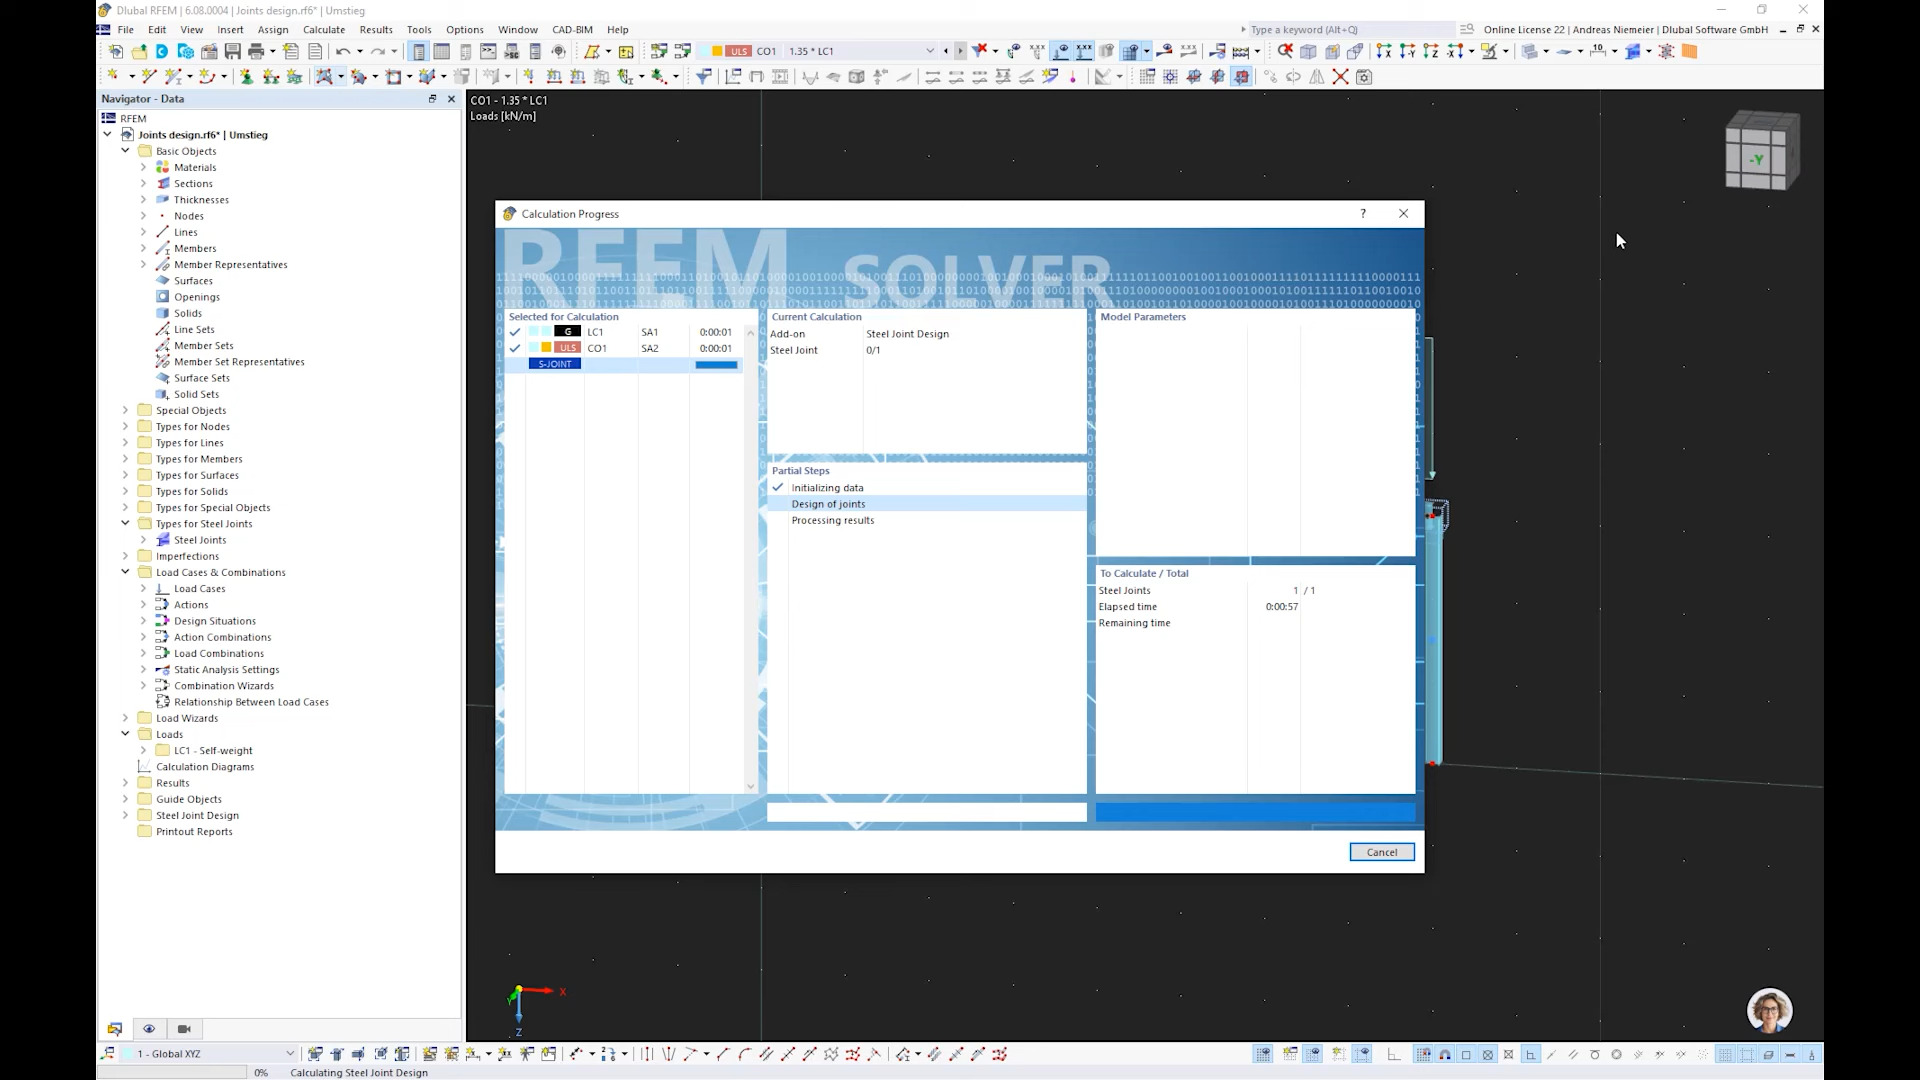 Dlubal RFEM | 6.08.0004 | Joints design.rf6* | Umstieg
File Edit View Insert Assign Calculate Results Tools Options Window CAD-BIM Help
Type a keyword (Alt+Q)
Online License 22 | Andreas Niemeier | Dlubal Software GmbH
ULS CO1 1.35 * LC1
Navigator - Data
RFEM
Joints design.rf6* | Umstieg
Basic Objects
Materials
Sections
Thicknesses
Nodes
Lines
Members
Member Representatives
Surfaces
Openings
Solids
Line Sets
Member Sets
Member Set Representatives
Surface Sets
Solid Sets
Special Objects
Types for Nodes
Types for Lines
Types for Members
Types for Surfaces
Types for Solids
Types for Special Objects
Types for Steel Joints
Steel Joints
Imperfections
Load Cases & Combinations
Load Cases
Actions
Design Situations
Action Combinations
Load Combinations
Static Analysis Settings
Combination Wizards
Relationship Between Load Cases
Load Wizards
Loads
LC1 - Self-weight
Calculation Diagrams
Results
Guide Objects
Steel Joint Design
Printout Reports
CO1 - 1.35 * LC1
Loads [kN/m]
-Y
Calculation Progress
RFEM SOLVER
Selected for Calculation
G LC1 SA1 0:00:01
ULS CO1 SA2 0:00:01
S-JOINT
Current Calculation
Add-on Steel Joint Design
Steel Joint 0/1
Partial Steps
Initializing data
Design of joints
Processing results
Model Parameters
To Calculate / Total
Steel Joints 1 / 1
Elapsed time 0:00:57
Remaining time
Cancel
X
Z
1 - Global XYZ
0% Calculating Steel Joint Design